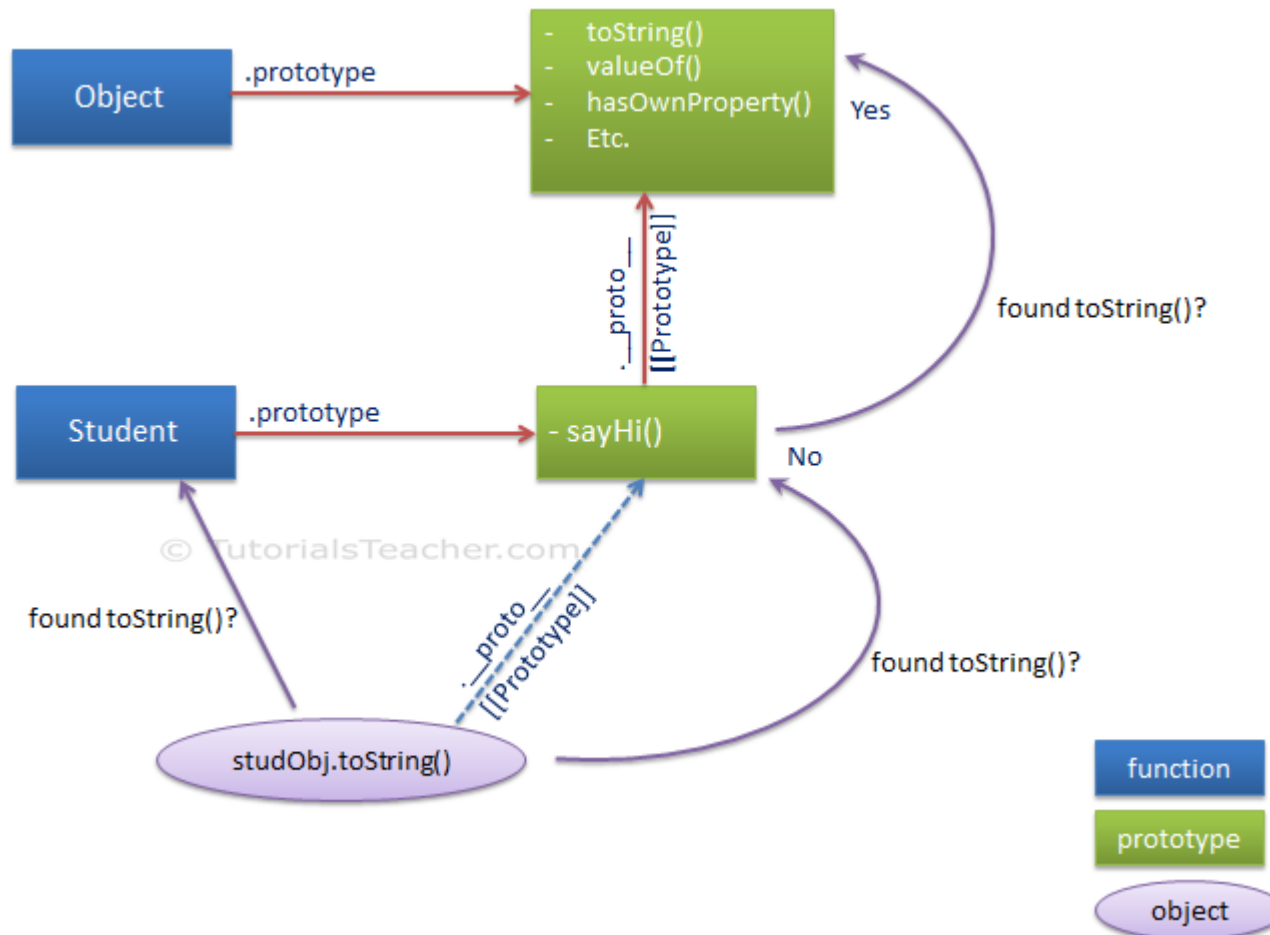 Object
.prototype
- toString()
- valueOf()
- hasOwnProperty()
- Etc.
Yes
.__proto__
[[Prototype]]
found toString()?
Student
.prototype
- sayHi()
No
© TutorialsTeacher.com
found toString()?
.__proto__
[[Prototype]]
found toString()?
studObj.toString()
function
prototype
object